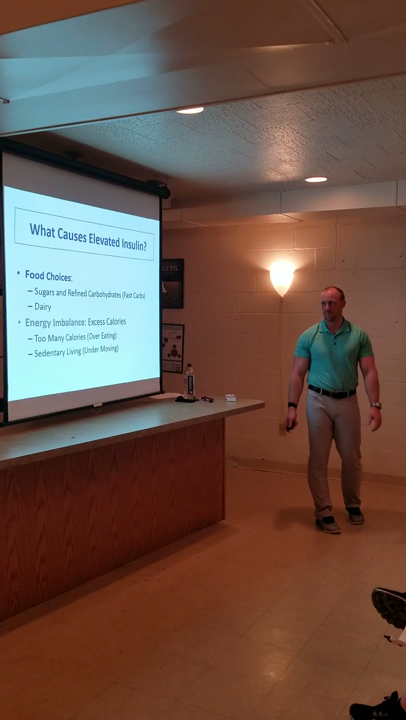 What Causes Elevated Insulin?
• Food Choices:
– Sugars and Refined Carbohydrates (Fast Carbs)
– Dairy
• Energy Imbalance: Excess Calories
– Too Many Calories (Over Eating)
– Sedentary Living (Under Moving)